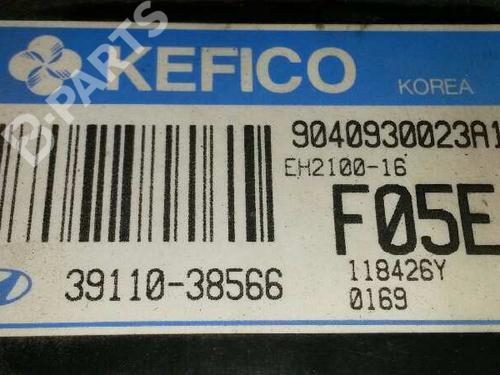 B-PARTS
KEFICO
KOREA
9040930023A1
EH2100-16
F05E
39110-38566
118426Y
0169